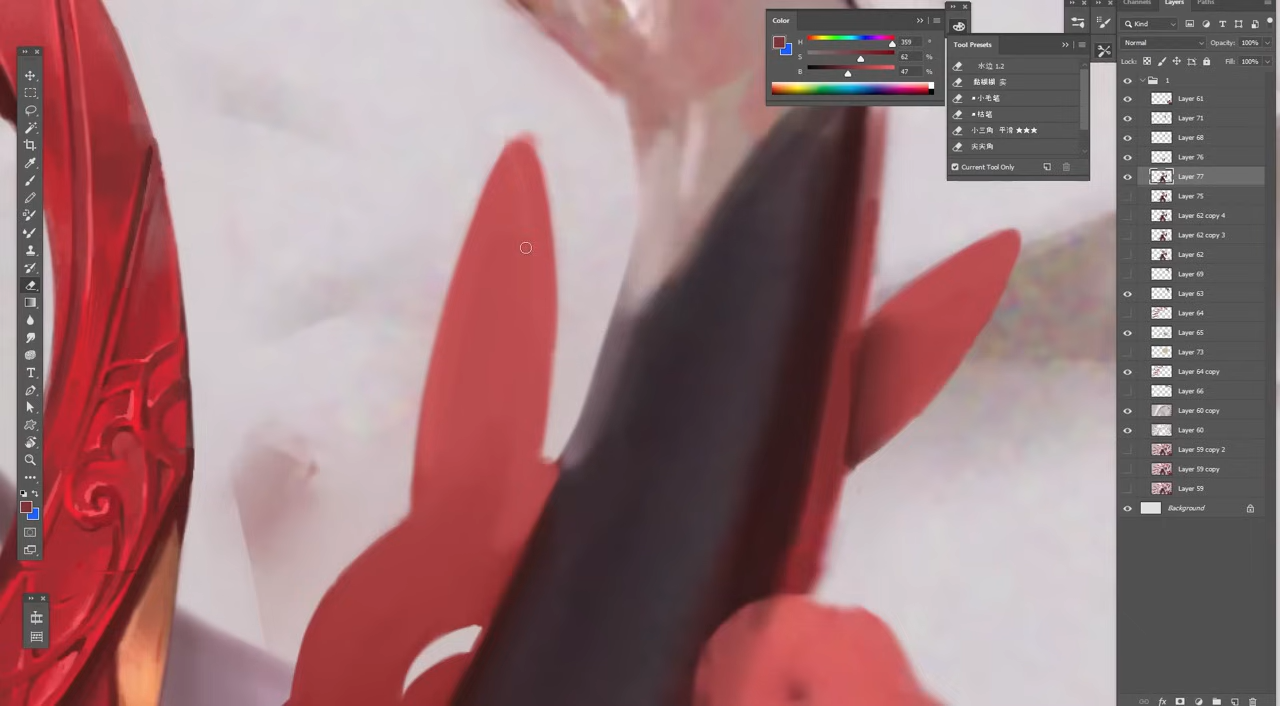 Channels Layers Paths
Color
H 359 °
S 62 %
B 47 %
Tool Presets
水边 1.2
■小毛笔
■枯笔
小三角 平滑 ★★★
尖尖角
Current Tool Only
Kind
Normal Opacity: 100%
Lock: Fill: 100%
1
Layer 61
Layer 71
Layer 68
Layer 76
Layer 77
Layer 75
Layer 62 copy 4
Layer 62 copy 3
Layer 62
Layer 69
Layer 63
Layer 64
Layer 65
Layer 73
Layer 64 copy
Layer 66
Layer 60 copy
Layer 60
Layer 59 copy 2
Layer 59 copy
Layer 59
Background
fx